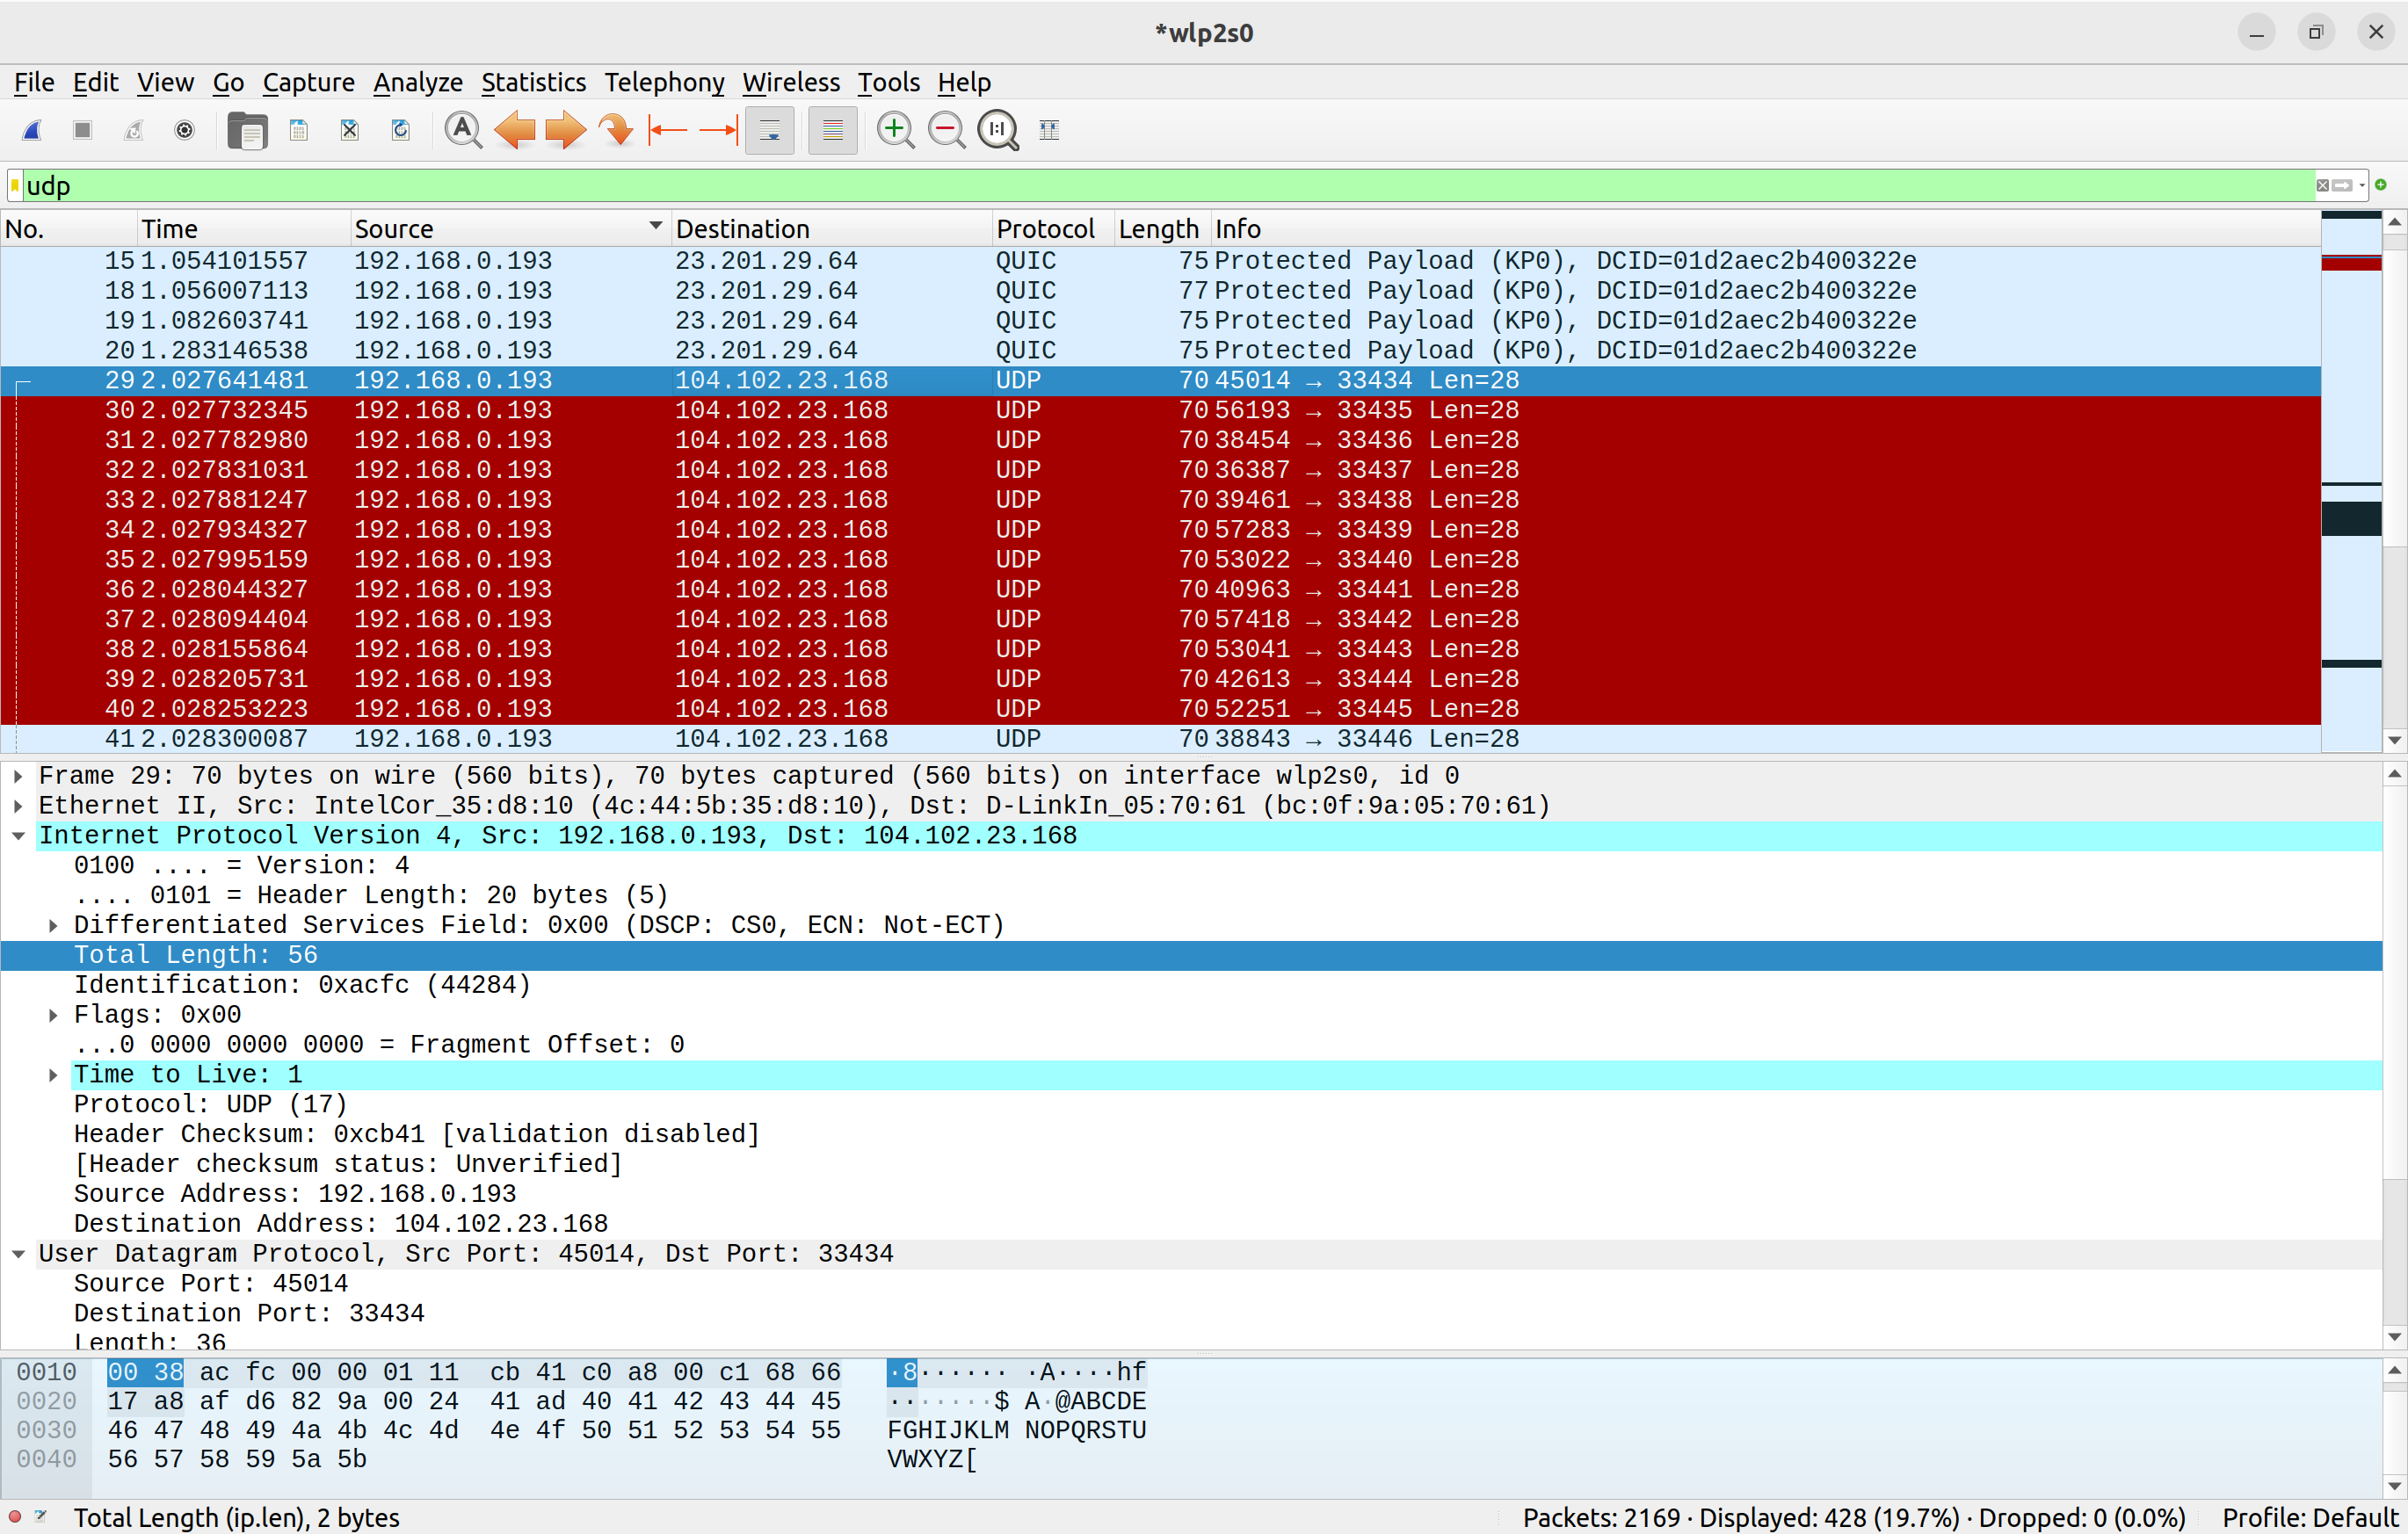 *wlp2s0
File Edit View Go Capture Analyze Statistics Telephony Wireless Tools Help
udp
No. Time Source Destination Protocol Length Info
15 1.054101557 192.168.0.193 23.201.29.64 QUIC 75 Protected Payload (KP0), DCID=01d2aec2b400322e
18 1.056007113 192.168.0.193 23.201.29.64 QUIC 77 Protected Payload (KP0), DCID=01d2aec2b400322e
19 1.082603741 192.168.0.193 23.201.29.64 QUIC 75 Protected Payload (KP0), DCID=01d2aec2b400322e
20 1.283146538 192.168.0.193 23.201.29.64 QUIC 75 Protected Payload (KP0), DCID=01d2aec2b400322e
29 2.027641481 192.168.0.193 104.102.23.168 UDP 70 45014 → 33434 Len=28
30 2.027732345 192.168.0.193 104.102.23.168 UDP 70 56193 → 33435 Len=28
31 2.027782980 192.168.0.193 104.102.23.168 UDP 70 38454 → 33436 Len=28
32 2.027831031 192.168.0.193 104.102.23.168 UDP 70 36387 → 33437 Len=28
33 2.027881247 192.168.0.193 104.102.23.168 UDP 70 39461 → 33438 Len=28
34 2.027934327 192.168.0.193 104.102.23.168 UDP 70 57283 → 33439 Len=28
35 2.027995159 192.168.0.193 104.102.23.168 UDP 70 53022 → 33440 Len=28
36 2.028044327 192.168.0.193 104.102.23.168 UDP 70 40963 → 33441 Len=28
37 2.028094404 192.168.0.193 104.102.23.168 UDP 70 57418 → 33442 Len=28
38 2.028155864 192.168.0.193 104.102.23.168 UDP 70 53041 → 33443 Len=28
39 2.028205731 192.168.0.193 104.102.23.168 UDP 70 42613 → 33444 Len=28
40 2.028253223 192.168.0.193 104.102.23.168 UDP 70 52251 → 33445 Len=28
41 2.028300087 192.168.0.193 104.102.23.168 UDP 70 38843 → 33446 Len=28
Frame 29: 70 bytes on wire (560 bits), 70 bytes captured (560 bits) on interface wlp2s0, id 0
Ethernet II, Src: IntelCor_35:d8:10 (4c:44:5b:35:d8:10), Dst: D-LinkIn_05:70:61 (bc:0f:9a:05:70:61)
Internet Protocol Version 4, Src: 192.168.0.193, Dst: 104.102.23.168
0100 .... = Version: 4
.... 0101 = Header Length: 20 bytes (5)
Differentiated Services Field: 0x00 (DSCP: CS0, ECN: Not-ECT)
Total Length: 56
Identification: 0xacfc (44284)
Flags: 0x00
...0 0000 0000 0000 = Fragment Offset: 0
Time to Live: 1
Protocol: UDP (17)
Header Checksum: 0xcb41 [validation disabled]
[Header checksum status: Unverified]
Source Address: 192.168.0.193
Destination Address: 104.102.23.168
User Datagram Protocol, Src Port: 45014, Dst Port: 33434
Source Port: 45014
Destination Port: 33434
Length: 36
0010 00 38 ac fc 00 00 01 11 cb 41 c0 a8 00 c1 68 66 ·8······ ·A····hf
0020 17 a8 af d6 82 9a 00 24 41 ad 40 41 42 43 44 45 ·······$ A·@ABCDE
0030 46 47 48 49 4a 4b 4c 4d 4e 4f 50 51 52 53 54 55 FGHIJKLM NOPQRSTU
0040 56 57 58 59 5a 5b VWXYZ[
Total Length (ip.len), 2 bytes Packets: 2169 · Displayed: 428 (19.7%) · Dropped: 0 (0.0%) Profile: Default